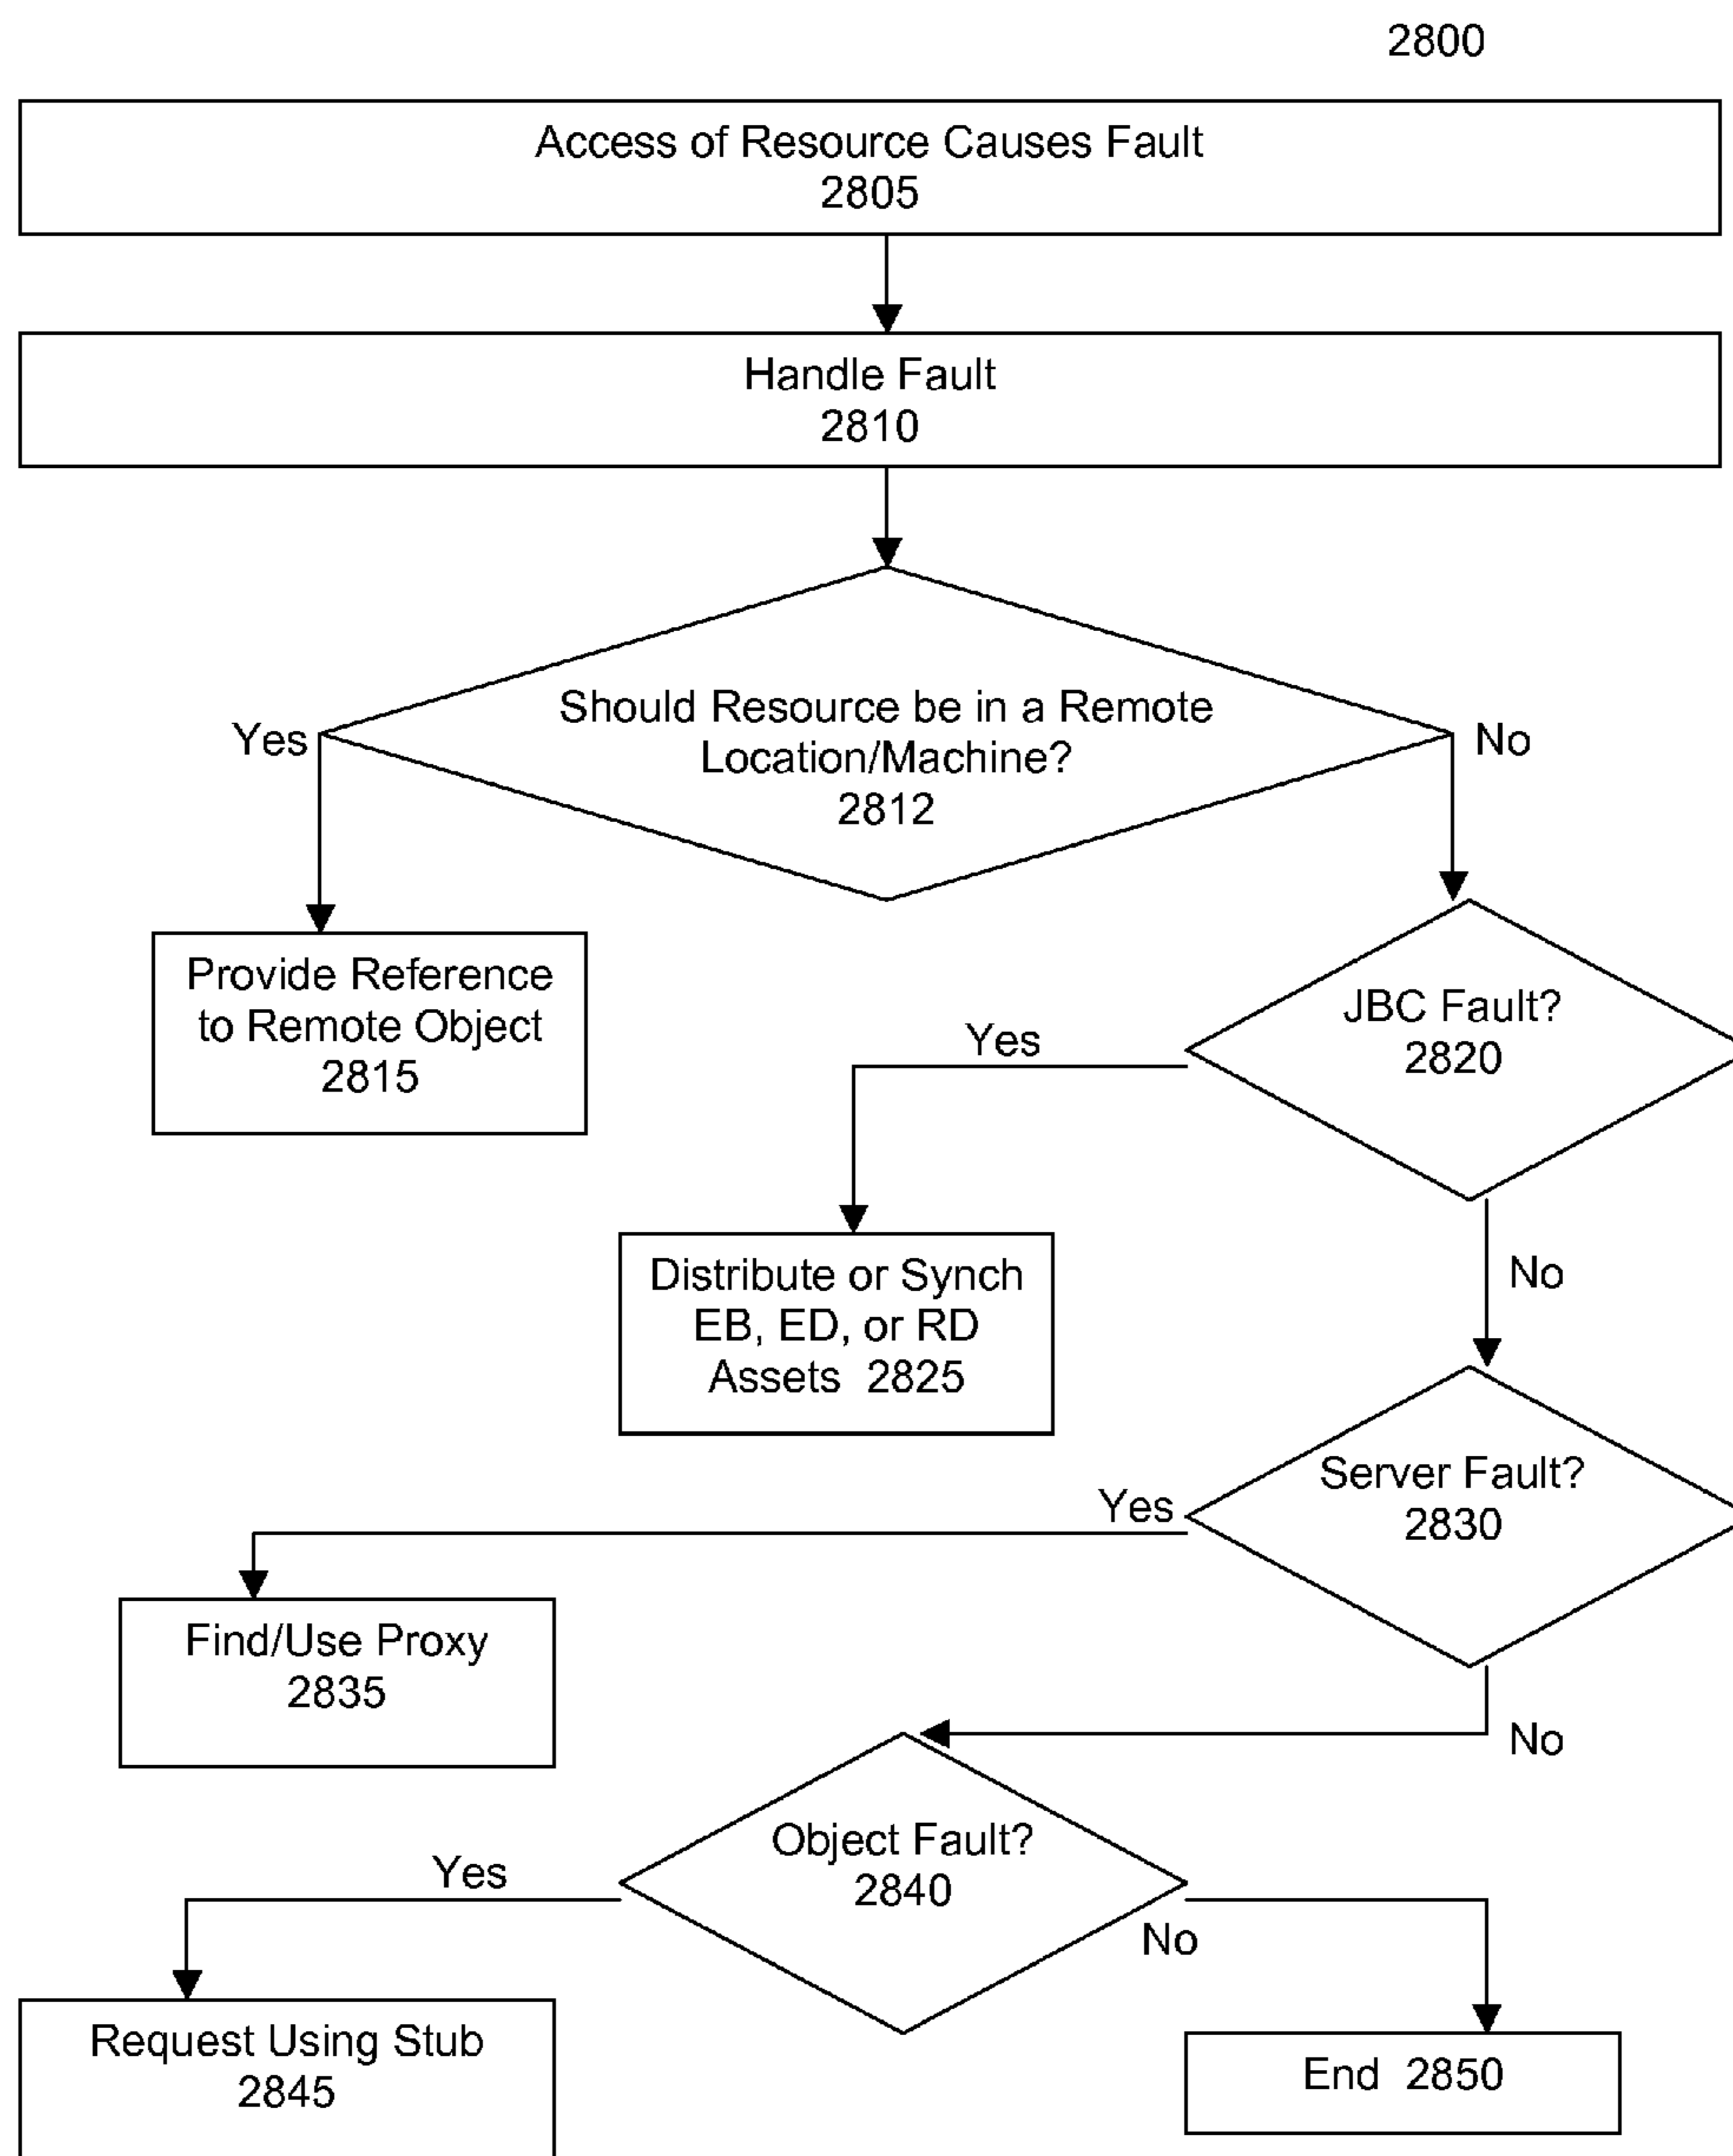 2800
Access of Resource Causes Fault
2805
Handle Fault
2810
Should Resource be in a Remote
Location/Machine?
2812
Yes
No
Provide Reference
to Remote Object
2815
JBC Fault?
2820
Yes
No
Distribute or Synch
EB, ED, or RD
Assets 2825
Server Fault?
2830
Yes
No
Find/Use Proxy
2835
Object Fault?
2840
Yes
No
Request Using Stub
2845
End 2850